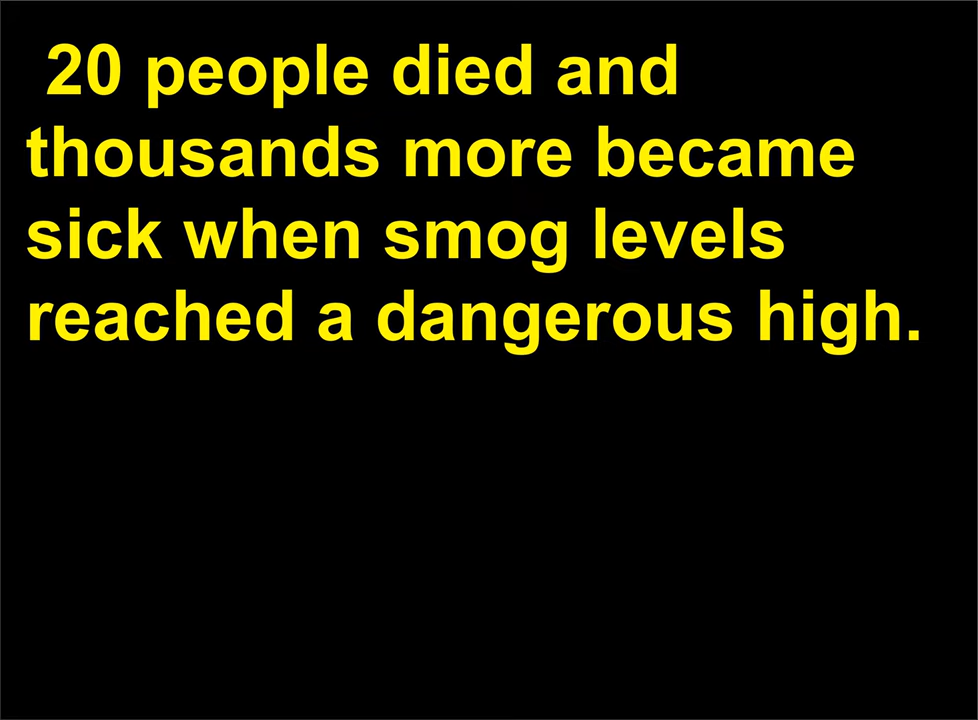 20 people died and
thousands more became
sick when smog levels
reached a dangerous high.